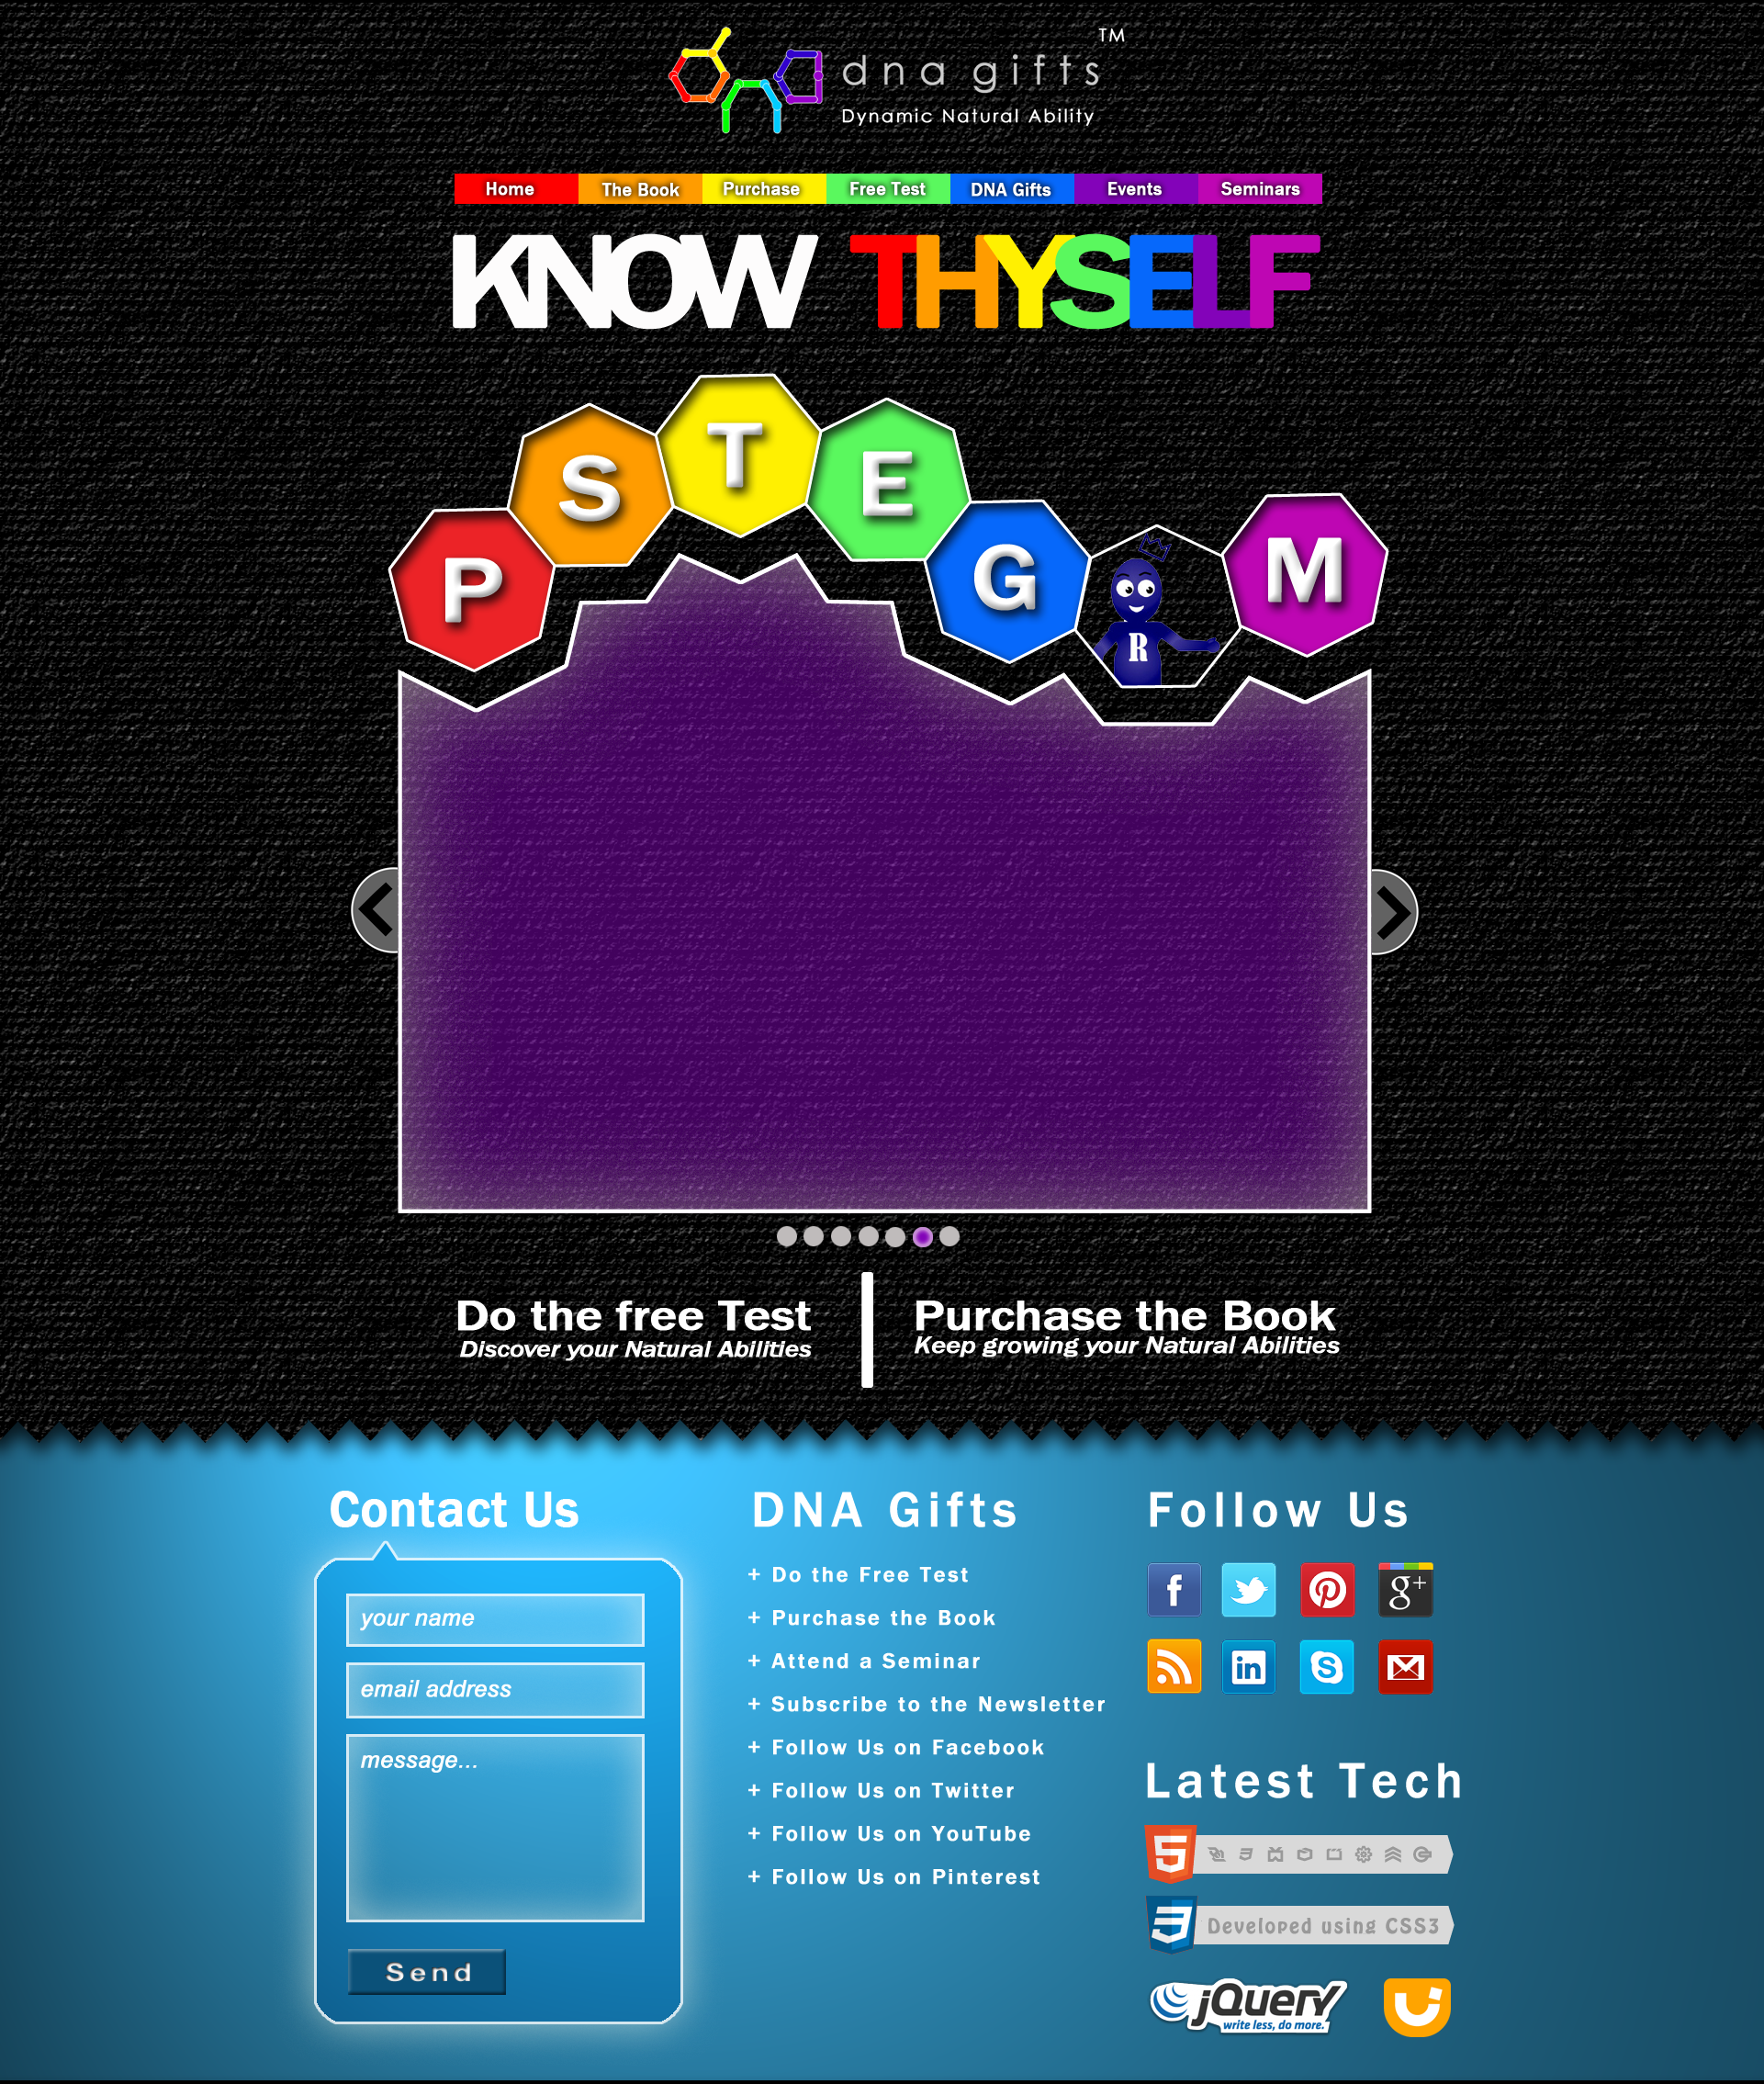 dna gifts TM
Dynamic Natural Ability
Home The Book Purchase Free Test DNA Gifts Events Seminars
KNOW THYSELF
P S T E G R M
Do the free Test
Discover your Natural Abilities
Purchase the Book
Keep growing your Natural Abilities
Contact Us
your name
email address
message...
Send
DNA Gifts
+ Do the Free Test
+ Purchase the Book
+ Attend a Seminar
+ Subscribe to the Newsletter
+ Follow Us on Facebook
+ Follow Us on Twitter
+ Follow Us on YouTube
+ Follow Us on Pinterest
Follow Us
f g+
in S
Latest Tech
5
3 Developed using CSS3
jQuery
write less, do more.